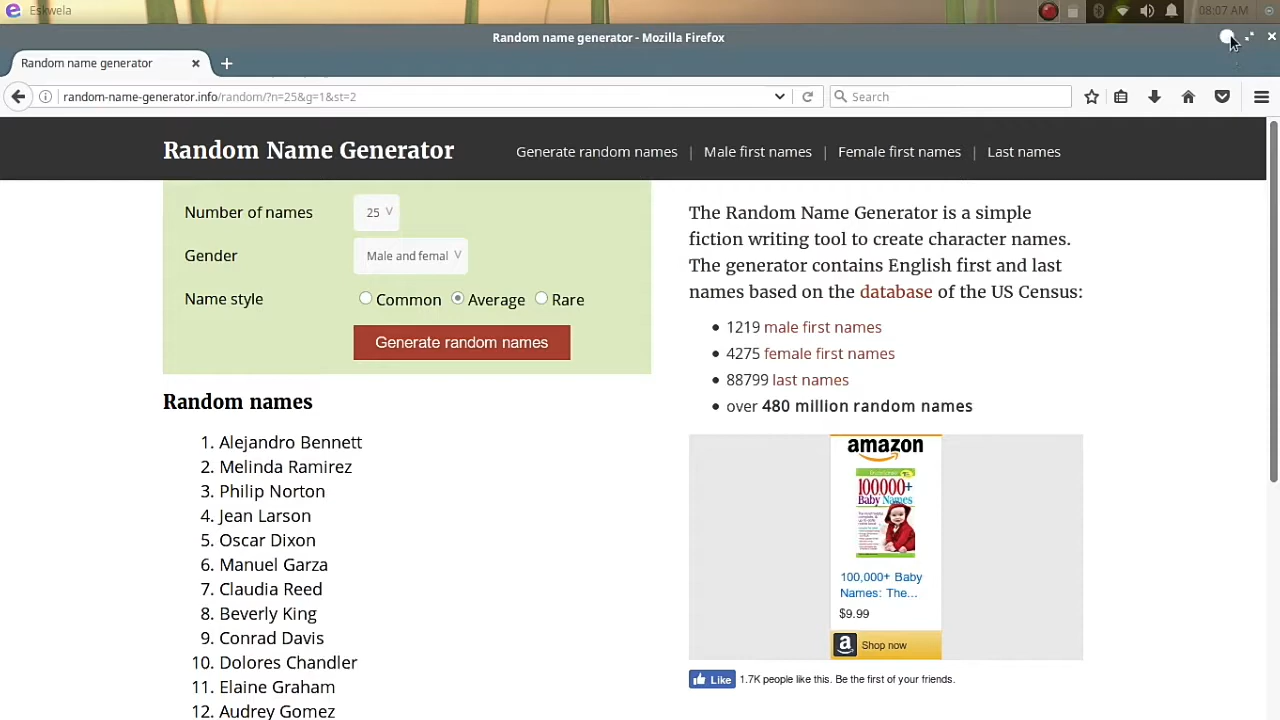 Eskwela
08:07 AM
Random name generator - Mozilla Firefox
Random name generator
random-name-generator.info/random/?n=25&g=1&st=2
Search
Random Name Generator
Generate random names | Male first names | Female first names | Last names
Number of names
25
Gender
Male and femal
Name style
Common
Average
Rare
Generate random names
Random names
1. Alejandro Bennett
2. Melinda Ramirez
3. Philip Norton
4. Jean Larson
5. Oscar Dixon
6. Manuel Garza
7. Claudia Reed
8. Beverly King
9. Conrad Davis
10. Dolores Chandler
11. Elaine Graham
12. Audrey Gomez
The Random Name Generator is a simple
fiction writing tool to create character names.
The generator contains English first and last
names based on the database of the US Census:
1219 male first names
4275 female first names
88799 last names
over 480 million random names
amazon
100000+
Baby Names
100,000+ Baby
Names: The...
$9.99
Shop now
Like
1.7K people like this. Be the first of your friends.